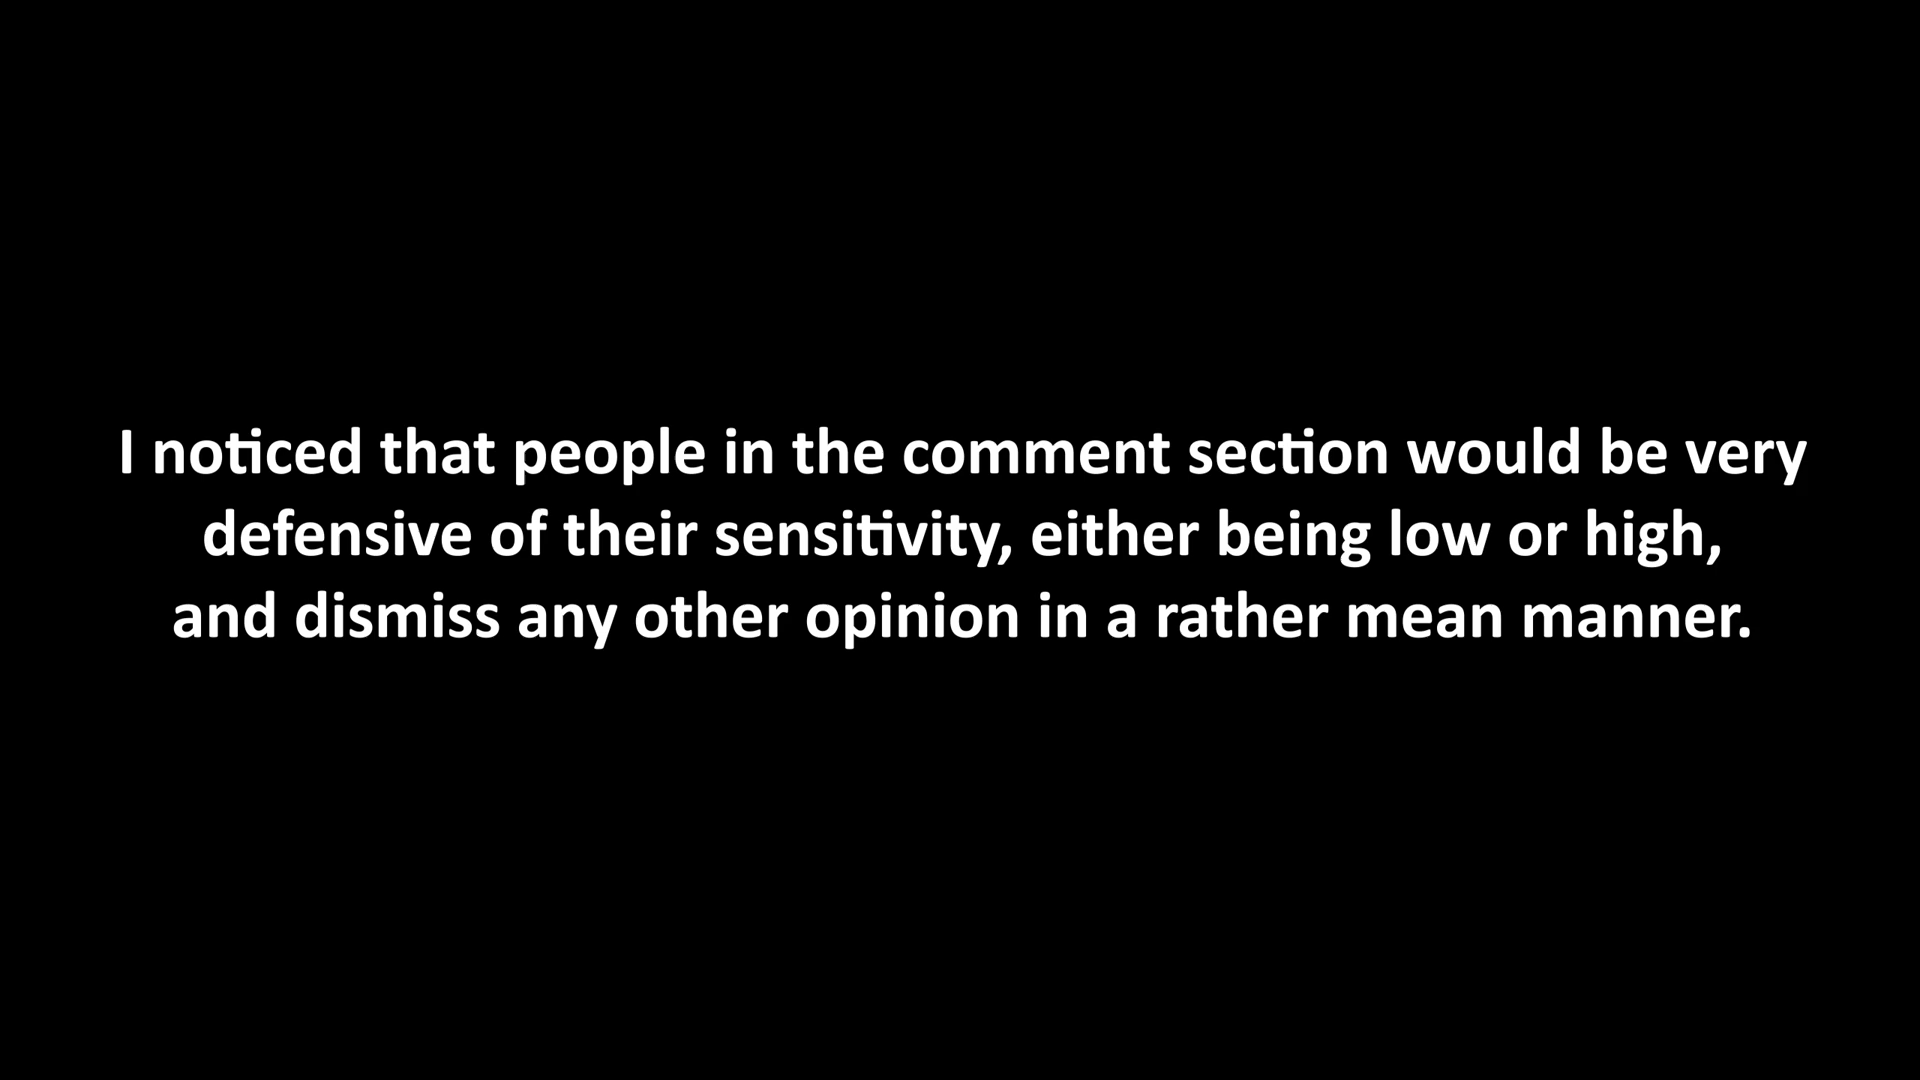 I noticed that people in the comment section would be very
defensive of their sensitivity, either being low or high,
and dismiss any other opinion in a rather mean manner.